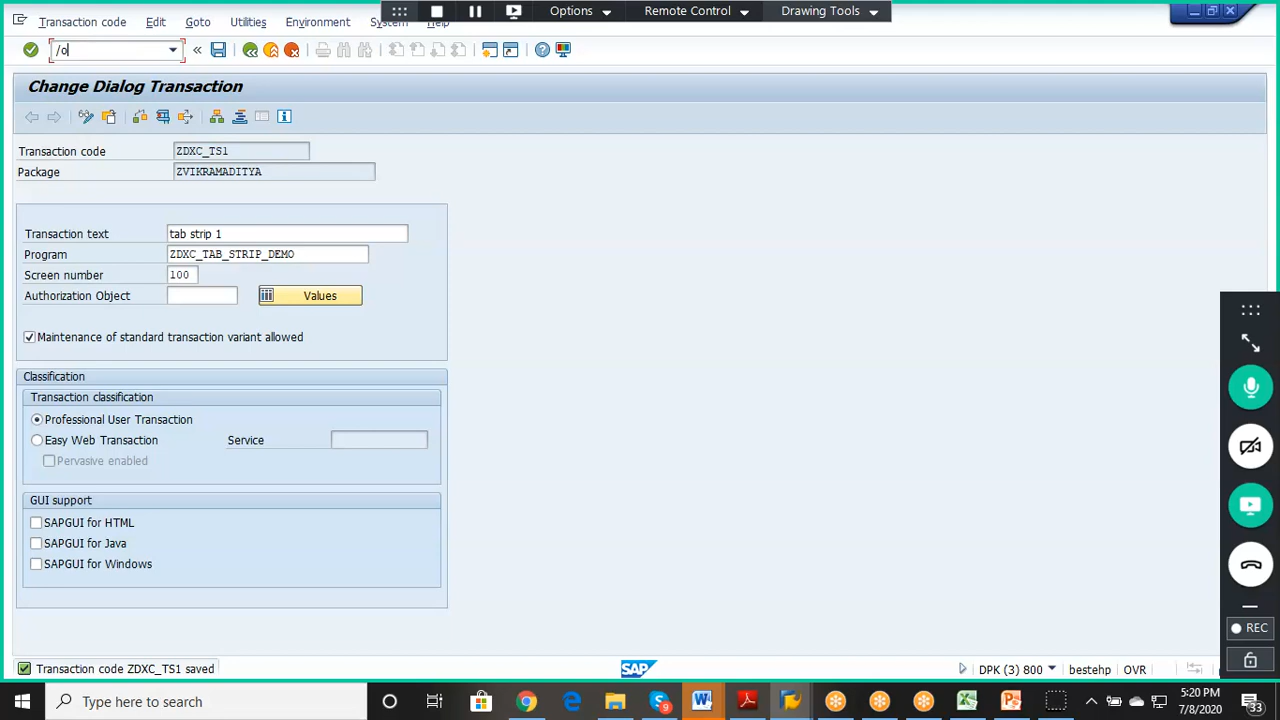 Options
Remote Control
Drawing Tools
Transaction code Edit Goto Utilities Environment System Help
/o
Change Dialog Transaction
Transaction code ZDXC_TS1
Package ZVIKRAMADITYA
Transaction text tab strip 1
Program ZDXC_TAB_STRIP_DEMO
Screen number 100
Authorization Object Values
Maintenance of standard transaction variant allowed
Classification
Transaction classification
Professional User Transaction
Easy Web Transaction Service
Pervasive enabled
GUI support
SAPGUI for HTML
SAPGUI for Java
SAPGUI for Windows
REC
Transaction code ZDXC_TS1 saved
SAP
DPK (3) 800 bestehp OVR
Type here to search
9
5:20 PM
7/8/2020
33